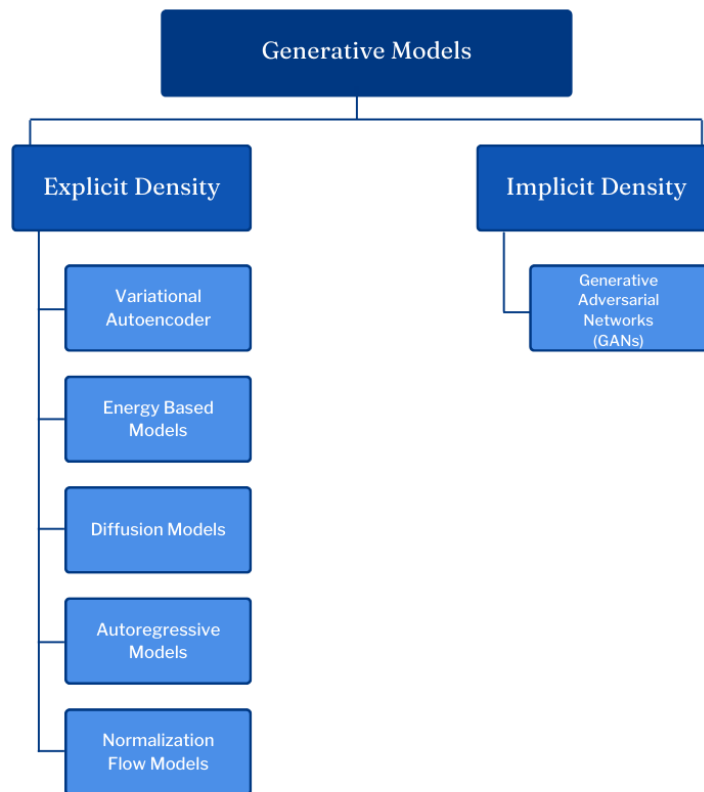 Generative Models
Explicit Density
Implicit Density
Variational
Autoencoder
Generative
Adversarial
Networks
(GANs)
Energy Based
Models
Diffusion Models
Autoregressive
Models
Normalization
Flow Models